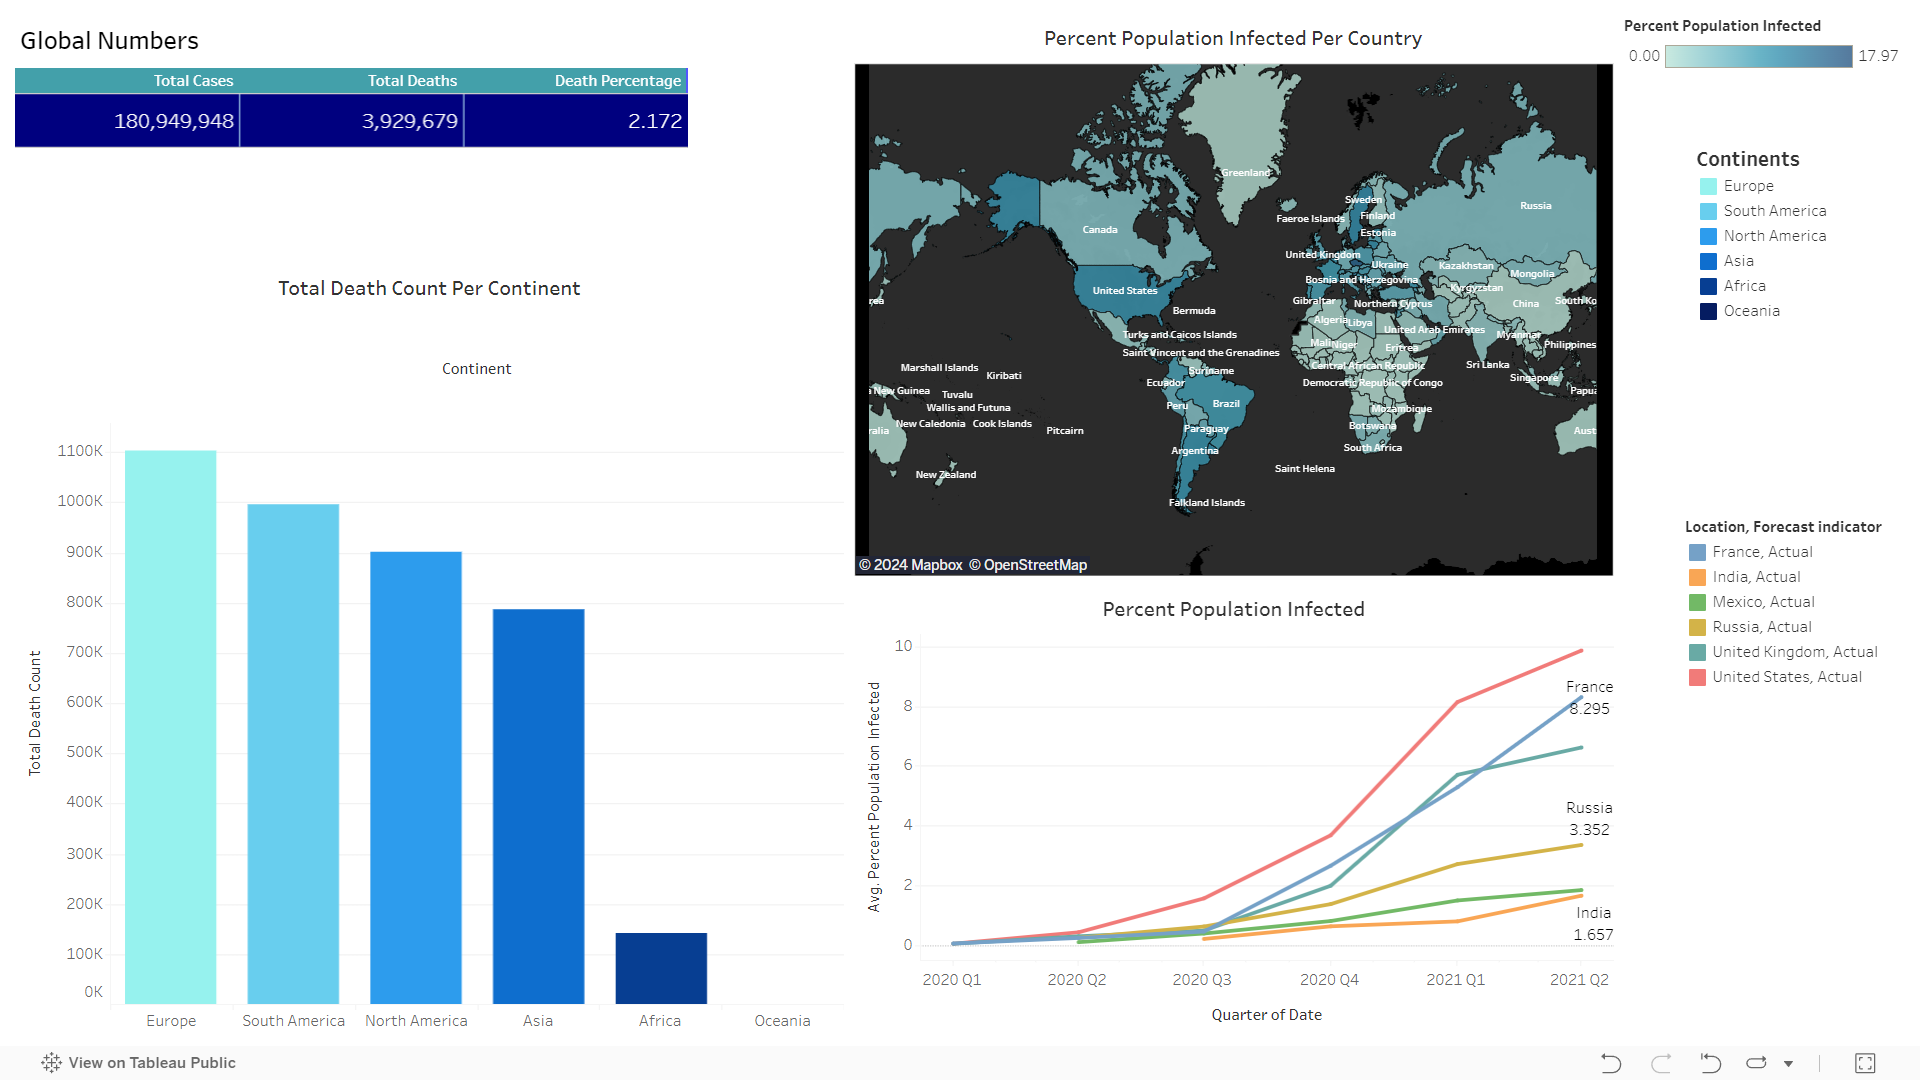 Global Numbers
Total Cases Total Deaths Death Percentage
180,949,948 3,929,679 2.172
Total Death Count Per Continent
Continent
Total Death Count
1100K
1000K
900K
800K
700K
600K
500K
400K
300K
200K
100K
0K
Europe South America North America Asia Africa Oceania
Percent Population Infected Per Country
Greenland
Sweden
Russia
Faeroe Islands
Finland
Canada
Estonia
United Kingdom
Ukraine
Kazakhstan
Mongolia
Bosnia and Herzegovina
Kyrgyzstan
United States
Gibraltar
Northern Cyprus
China
South Ko
rea
Bermuda
Algeria
Libya
United Arab Emirates
Turks and Caicos Islands
Myanmar
Mali
Niger
Eritrea
Philippines
Saint Vincent and the Grenadines
Central African Republic
Sri Lanka
Marshall Islands
Kiribati
Suriname
Ecuador
Democratic Republic of Congo
Singapore
New Guinea
Papua
Tuvalu
Wallis and Futuna
Peru
Brazil
Mozambique
New Caledonia
Cook Islands
Pitcairn
Paraguay
Botswana
ralia
Aust
Argentina
South Africa
New Zealand
Saint Helena
Falkland Islands
© 2024 Mapbox © OpenStreetMap
Percent Population Infected
Avg. Percent Population Infected
10
8
6
4
2
0
France
8.295
Russia
3.352
India
1.657
2020 Q1 2020 Q2 2020 Q3 2020 Q4 2021 Q1 2021 Q2
Quarter of Date
Percent Population Infected
0.00 17.97
Continents
Europe
South America
North America
Asia
Africa
Oceania
Location, Forecast indicator
France, Actual
India, Actual
Mexico, Actual
Russia, Actual
United Kingdom, Actual
United States, Actual
View on Tableau Public